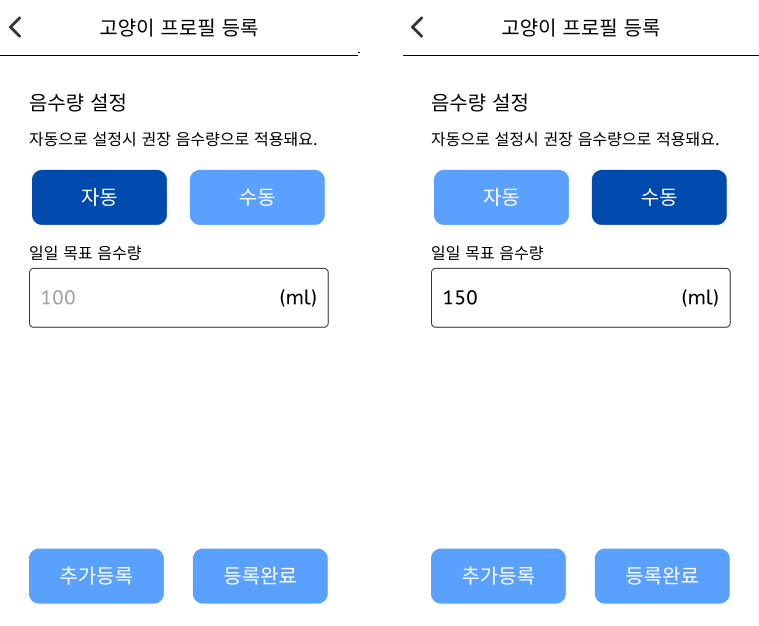 고양이 프로필 등록
음수량 설정
자동으로 설정시 권장 음수량으로 적용돼요.
자동 수동
일일 목표 음수량
100 (ml)
추가등록 등록완료
고양이 프로필 등록
음수량 설정
자동으로 설정시 권장 음수량으로 적용돼요.
자동 수동
일일 목표 음수량
150 (ml)
추가등록 등록완료